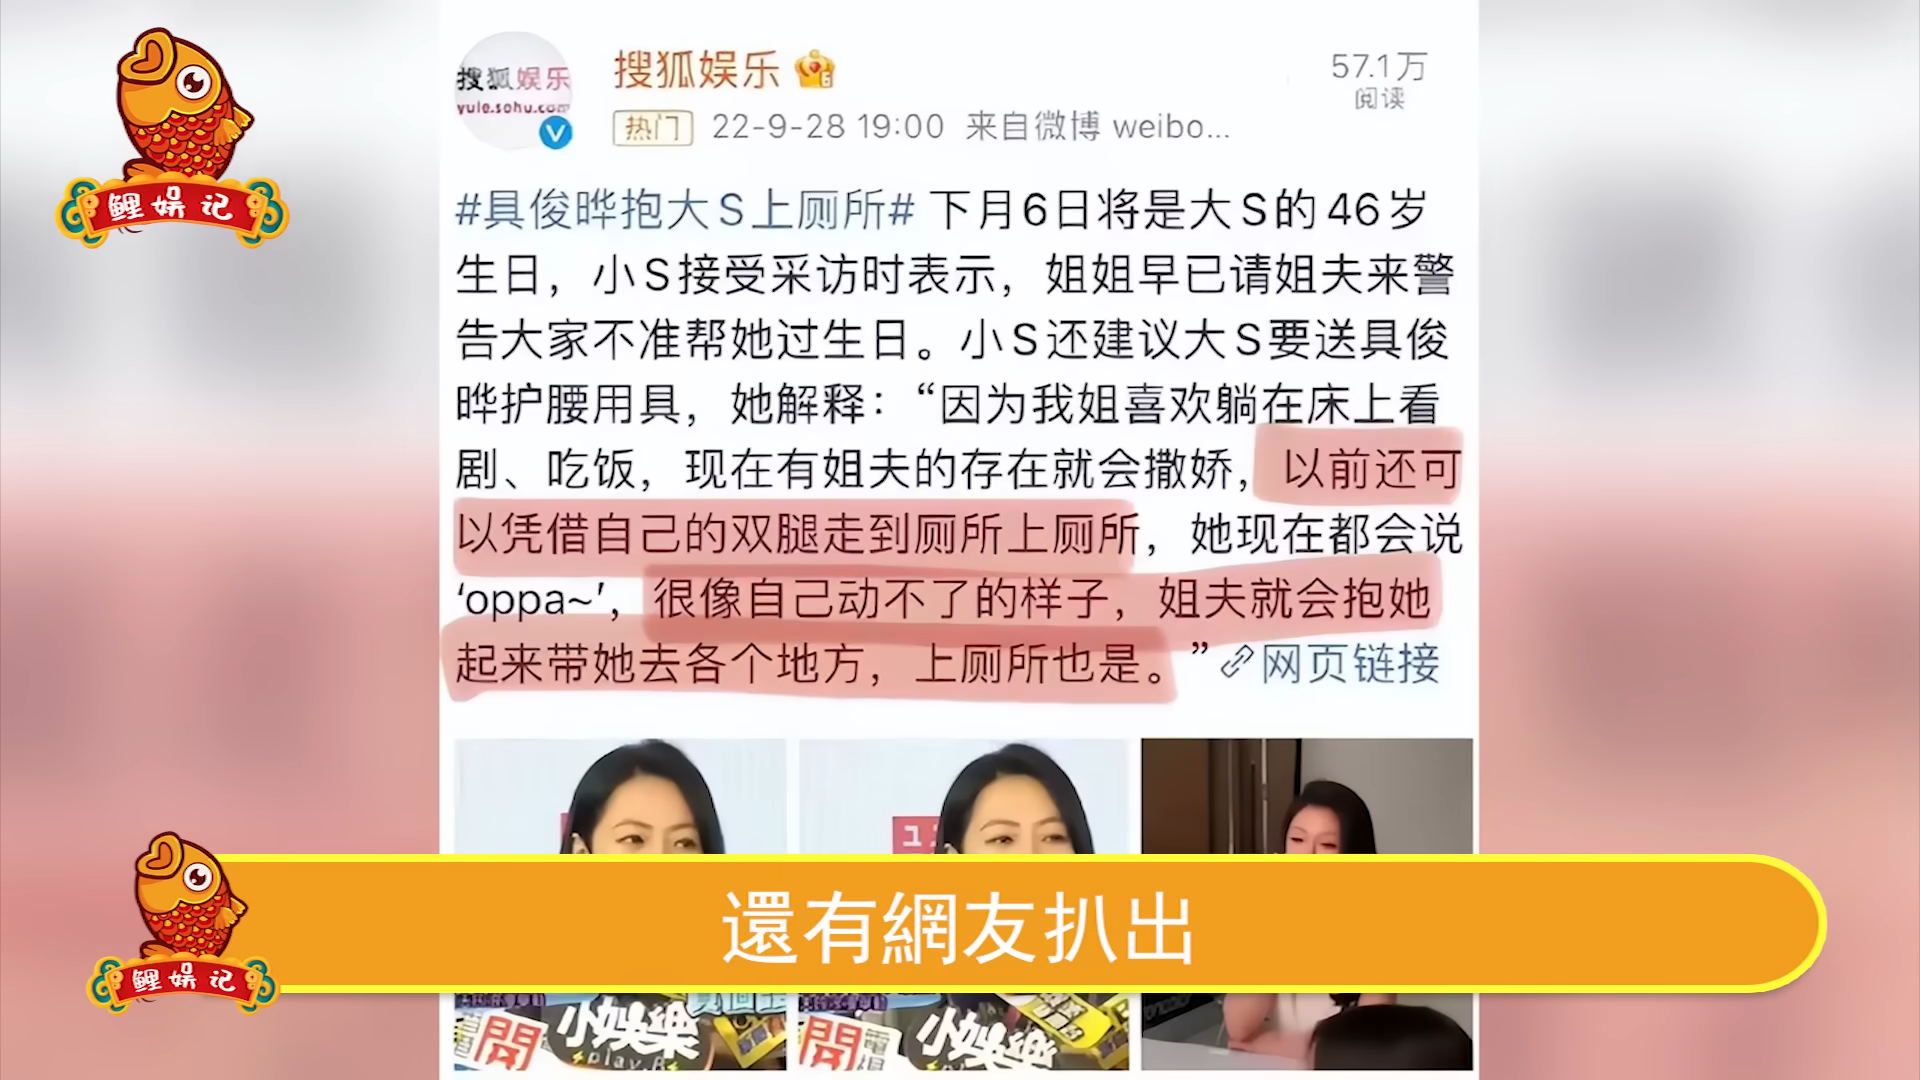 鲤娱记
搜狐娱乐
yule.sohu.com
搜狐娱乐
57.1万
阅读
热门 22-9-28 19:00 来自微博 weibo...
#具俊晔抱大S上厕所# 下月6日将是大S的46岁
生日，小S接受采访时表示，姐姐早已请姐夫来警
告大家不准帮她过生日。小S还建议大S要送具俊
晔护腰用具，她解释：“因为我姐喜欢躺在床上看
剧、吃饭，现在有姐夫的存在就会撒娇，以前还可
以凭借自己的双腿走到厕所上厕所，她现在都会说
‘oppa~’，很像自己动不了的样子，姐夫就会抱她
起来带她去各个地方，上厕所也是。”网页链接
還有網友扒出
鲤娱记
開
小娛樂
play
開
電視
小娛樂